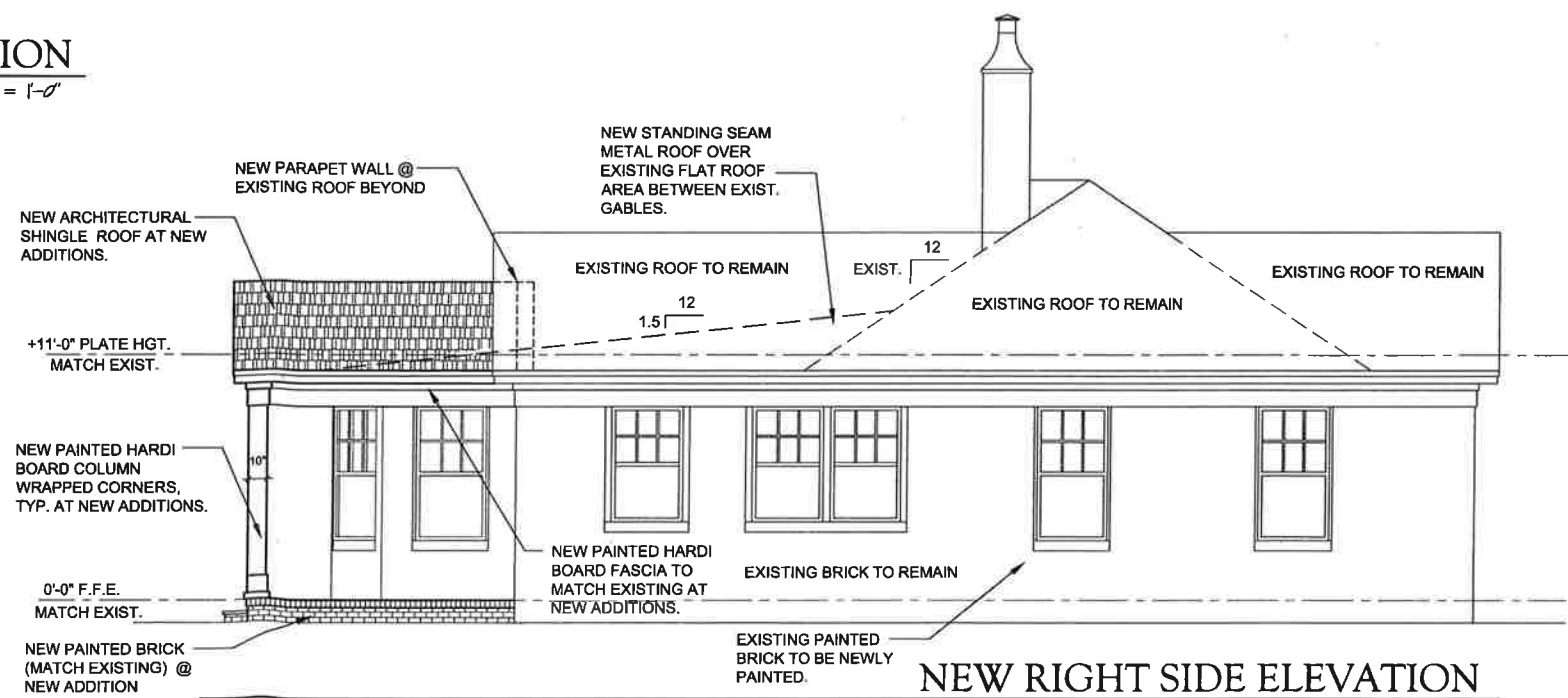 ION
= 1'-0"
NEW STANDING SEAM
METAL ROOF OVER
EXISTING FLAT ROOF
AREA BETWEEN EXIST.
GABLES.
NEW PARAPET WALL @
EXISTING ROOF BEYOND
NEW ARCHITECTURAL
SHINGLE ROOF AT NEW
ADDITIONS.
EXISTING ROOF TO REMAIN
12
EXIST.
EXISTING ROOF TO REMAIN
EXISTING ROOF TO REMAIN
12
1.5
+11'-0" PLATE HGT.
MATCH EXIST.
NEW PAINTED HARDI
BOARD COLUMN
WRAPPED CORNERS,
TYP. AT NEW ADDITIONS.
10"
NEW PAINTED HARDI
BOARD FASCIA TO
MATCH EXISTING AT
NEW ADDITIONS.
EXISTING BRICK TO REMAIN
0'-0" F.F.E.
MATCH EXIST.
NEW PAINTED BRICK
(MATCH EXISTING) @
NEW ADDITION
EXISTING PAINTED
BRICK TO BE NEWLY
PAINTED.
NEW RIGHT SIDE ELEVATION